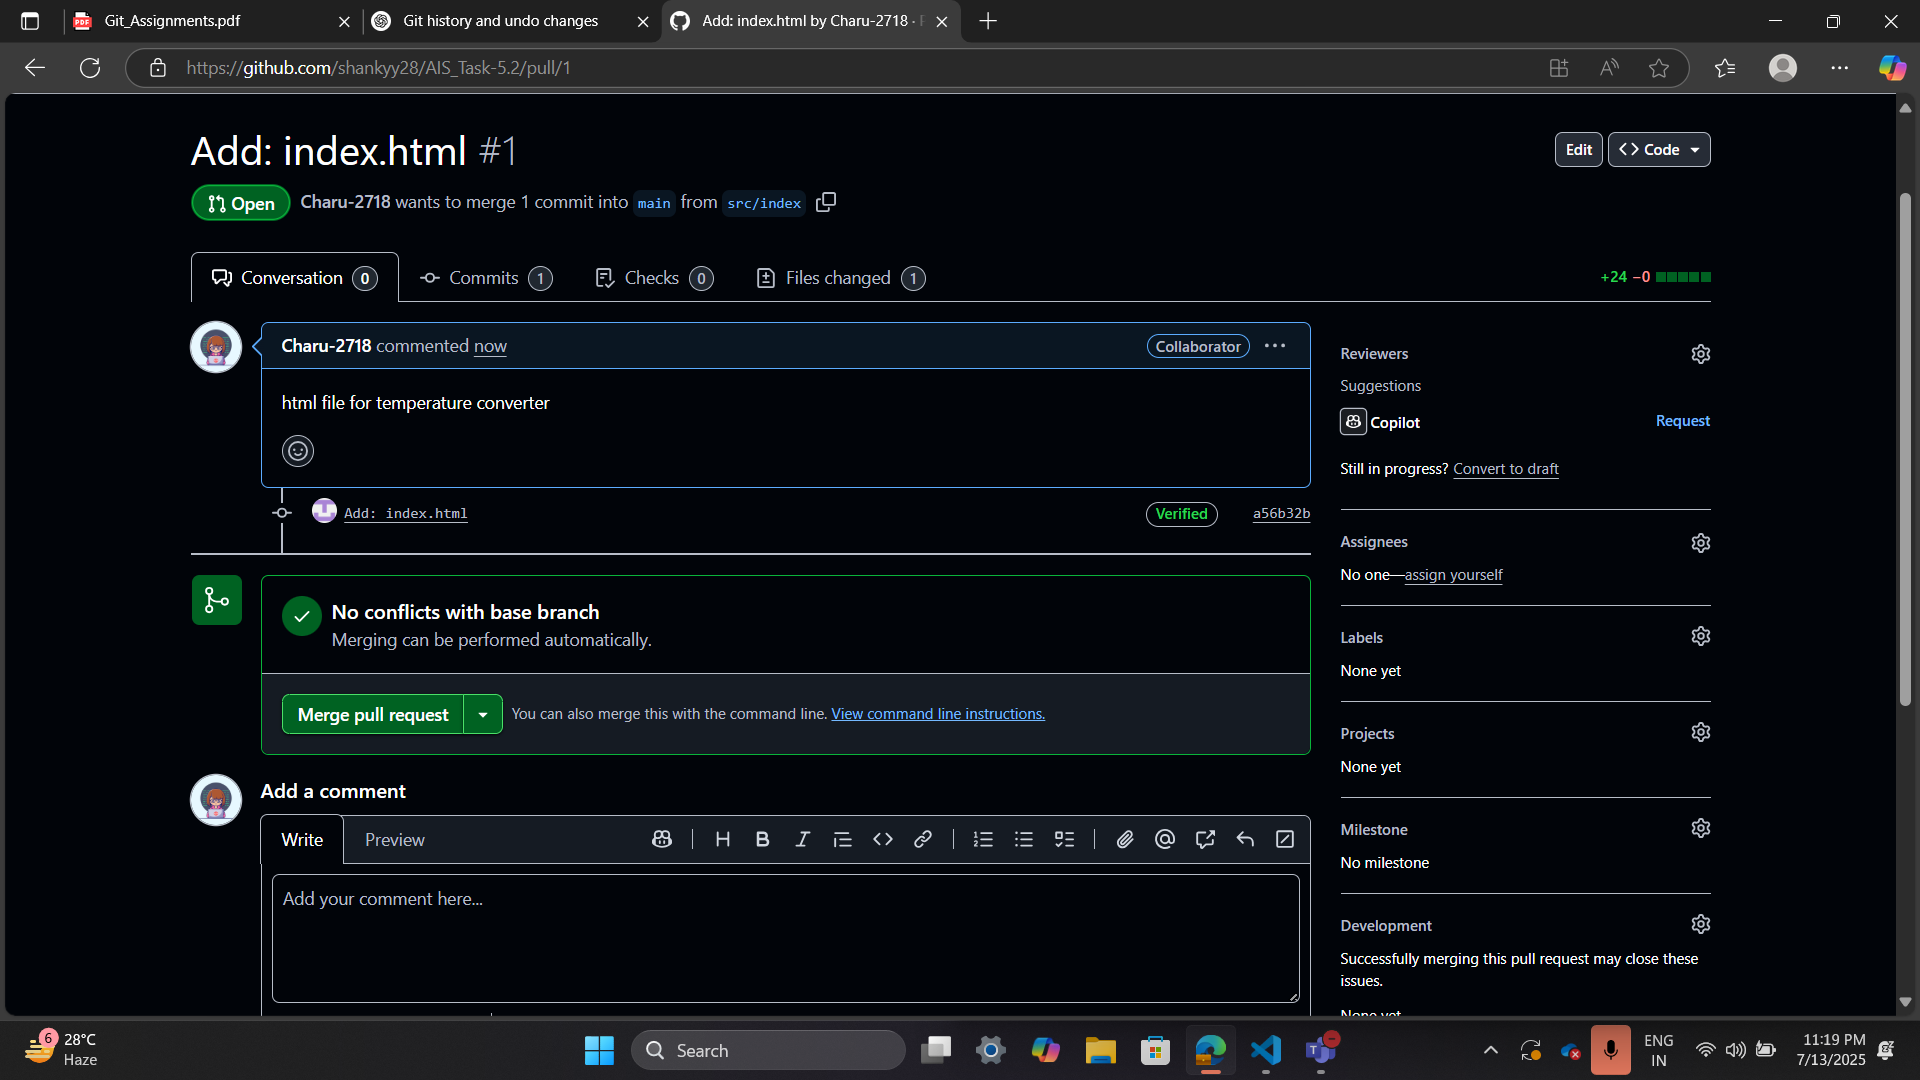 Git_Assignments.pdf
Git history and undo changes
Add: index.html by Charu-2718 ·
https://github.com/shankyy28/AIS_Task-5.2/pull/1
Add: index.html #1
Edit
Code
Open
Charu-2718 wants to merge 1 commit into main from src/index
Conversation 0
Commits 1
Checks 0
Files changed 1
+24 −0
Charu-2718 commented now
Collaborator
html file for temperature converter
Add: index.html
Verified
a56b32b
No conflicts with base branch
Merging can be performed automatically.
Merge pull request
You can also merge this with the command line. View command line instructions.
Add a comment
Write
Preview
Add your comment here...
Reviewers
Suggestions
Copilot
Request
Still in progress? Convert to draft
Assignees
No one—assign yourself
Labels
None yet
Projects
None yet
Milestone
No milestone
Development
Successfully merging this pull request may close these
issues.
None yet
6
28°C
Haze
Search
ENG
IN
11:19 PM
7/13/2025